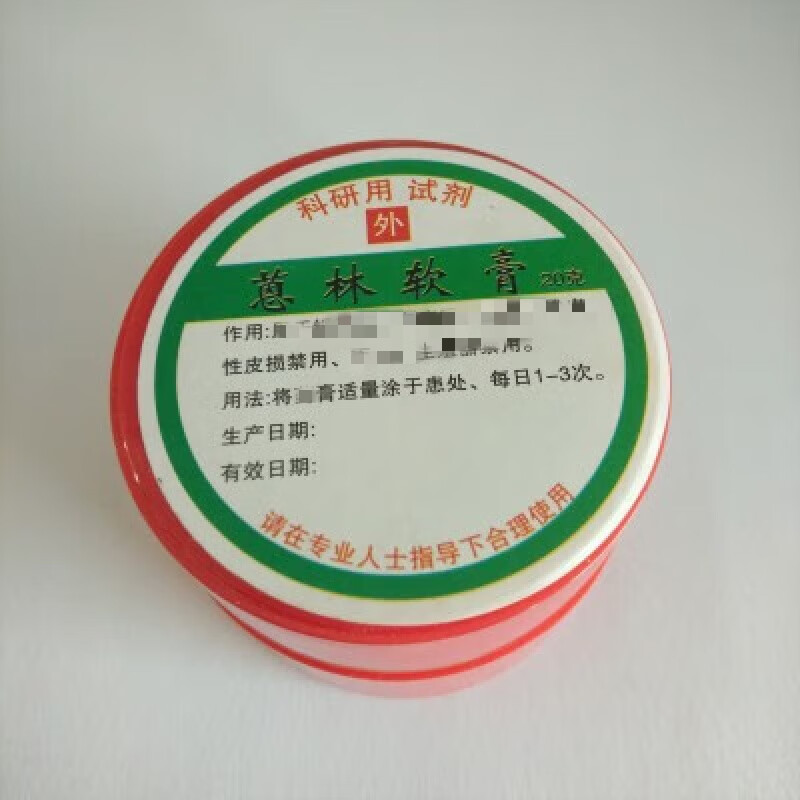 科研用 试剂
外
蒽林软膏 20克
作用:
性皮损禁用、禁用。
用法:将膏适量涂于患处、每日1-3次。
生产日期:
有效日期:
请在专业人士指导下合理使用